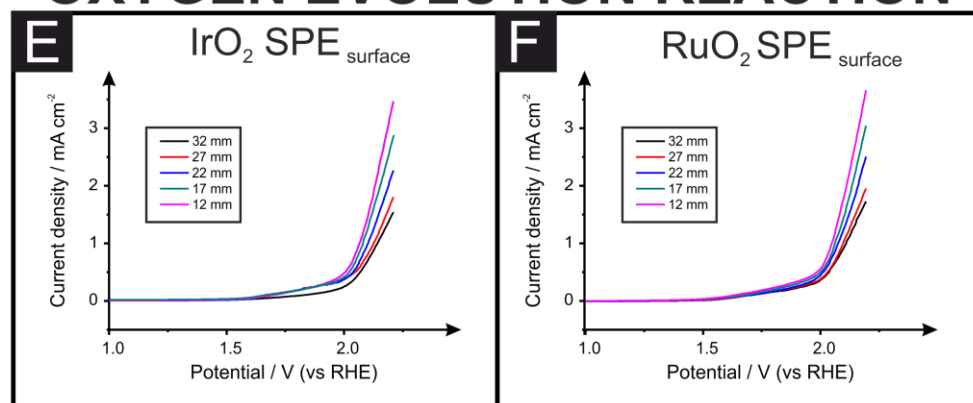 OXYGEN EVOLUTION REACTION
E
IrO₂ SPE surface
Current density / mA cm⁻²
3
2
1
0
32 mm
27 mm
22 mm
17 mm
12 mm
1.0 1.5 2.0
Potential / V (vs RHE)
F
RuO₂ SPE surface
Current density / mA cm⁻²
3
2
1
0
32 mm
27 mm
22 mm
17 mm
12 mm
1.0 1.5 2.0
Potential / V (vs RHE)